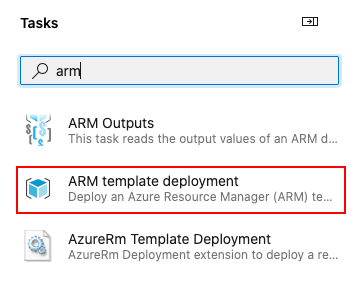 Tasks
arm
ARM Outputs
This task reads the output values of an ARM d...
ARM template deployment
Deploy an Azure Resource Manager (ARM) te...
AzureRm Template Deployment
AzureRm Deployment extension to deploy a re...